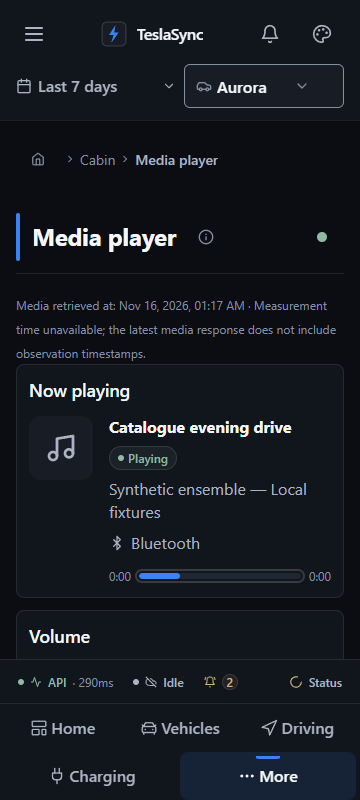 TeslaSync
Last 7 days
Aurora
Cabin
Media player
Media player
Media retrieved at: Nov 16, 2026, 01:17 AM · Measurement
time unavailable; the latest media response does not include
observation timestamps.
Now playing
Catalogue evening drive
Playing
Synthetic ensemble — Local
fixtures
Bluetooth
0:00
0:00
Volume
API · 290ms
Idle
2
Status
Home
Vehicles
Driving
Charging
More